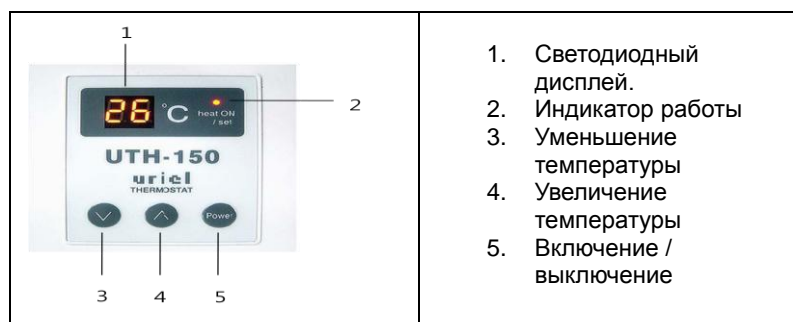 1
26 °C
heat ON
/ set
2
UTH-150
uriel
THERMOSTAT
Power
3 4 5
1. Светодиодный
дисплей.
2. Индикатор работы
3. Уменьшение
температуры
4. Увеличение
температуры
5. Включение /
выключение